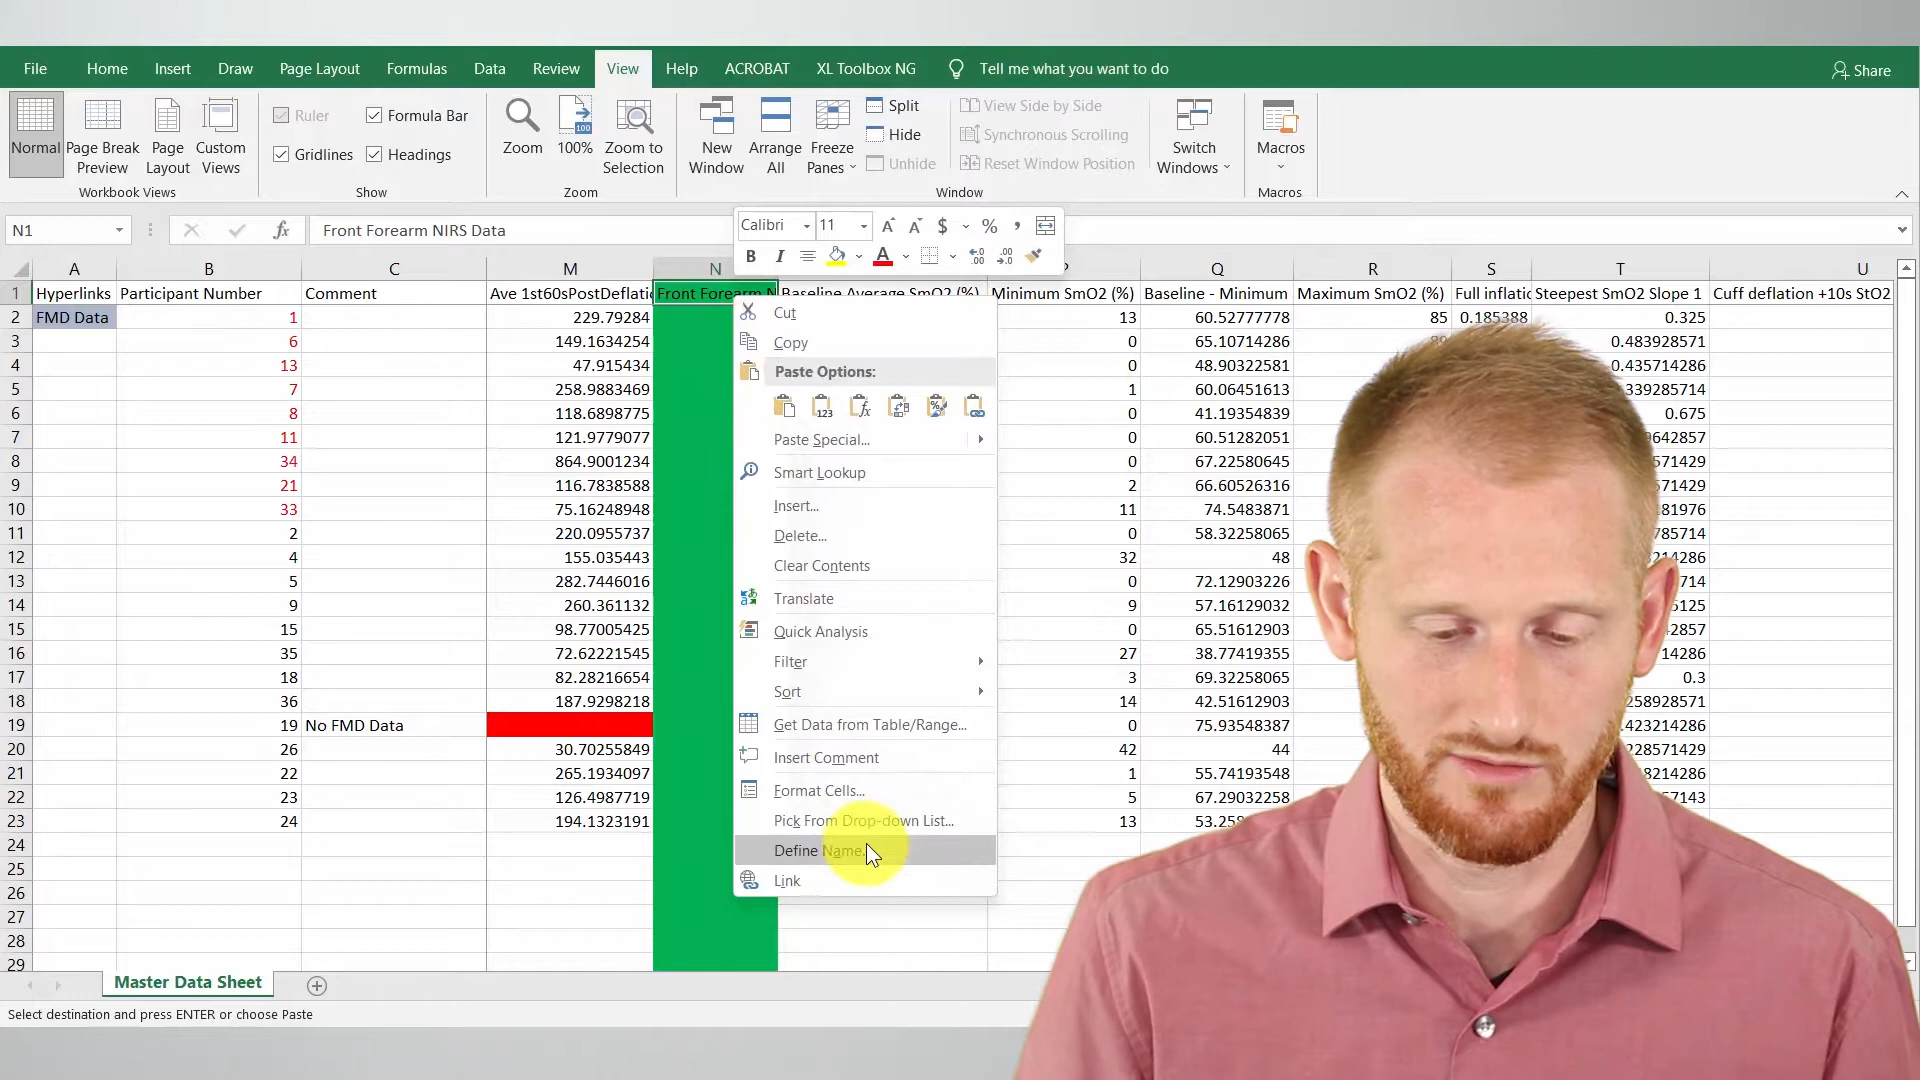 File Home Insert Draw Page Layout Formulas Data Review View Help ACROBAT XL Toolbox NG Tell me what you want to do Share
Normal Page Break Preview Page Layout Custom Views
Workbook Views
Ruler Formula Bar
Gridlines Headings
Show
Zoom 100 100% Zoom to Selection
Zoom
New Window Arrange All Freeze Panes
Split
Hide
Unhide
View Side by Side
Synchronous Scrolling
Reset Window Position
Window
Switch Windows
Macros
Macros
N1 fx Front Forearm NIRS Data
Calibri 11 A A $ % ,
B I A .00 .00
A B C M N P Q R S T U
1 Hyperlinks Participant Number Comment Ave 1st60sPostDeflatio Front Forearm N Baseline Average SmO2 (%) Minimum SmO2 (%) Baseline - Minimum Maximum SmO2 (%) Full inflatio Steepest SmO2 Slope 1 Cuff deflation +10s StO2
2 FMD Data 1 229.79284 13 60.52777778 85 0.185388 0.325
3 6 149.1634254 0 65.10714286 0.483928571
4 13 47.915434 0 48.90322581 0.435714286
5 7 258.9883469 1 60.06451613 339285714
6 8 118.6898775 0 41.19354839 0.675
7 11 121.9779077 0 60.51282051 9642857
8 34 864.9001234 0 67.22580645 571429
9 21 116.7838588 2 66.60526316 571429
10 33 75.16248948 11 74.5483871 81976
11 2 220.0955737 0 58.32258065 785714
12 4 155.035443 32 48 3214286
13 5 282.7446016 0 72.12903226 714
14 9 260.361132 9 57.16129032 5125
15 15 98.77005425 0 65.51612903 42857
16 35 72.62221545 27 38.77419355 4286
17 18 82.28216654 3 69.32258065 0.3
18 36 187.9298218 14 42.51612903 258928571
19 19 No FMD Data 0 75.93548387 423214286
20 26 30.70255849 42 44 228571429
21 22 265.1934097 1 55.74193548 8214286
22 23 126.4987719 5 67.29032258 57143
23 24 194.1323191 13 53.258
24
25
26
27
28
29
Cut
Copy
Paste Options:
123 fx %
Paste Special...
Smart Lookup
Insert...
Delete...
Clear Contents
Translate
Quick Analysis
Filter
Sort
Get Data from Table/Range...
Insert Comment
Format Cells...
Pick From Drop-down List...
Define Name...
Link
Master Data Sheet
Select destination and press ENTER or choose Paste